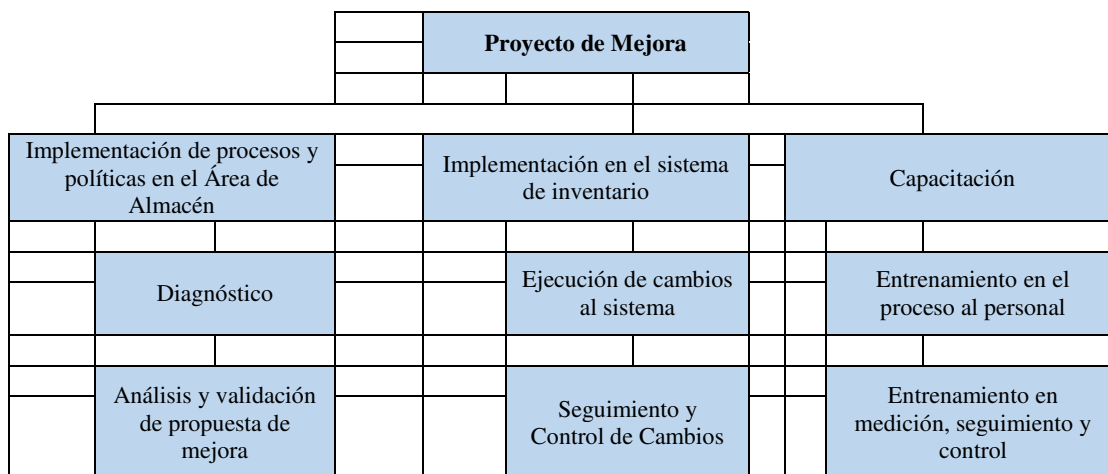 Proyecto de Mejora
Implementación de procesos y
políticas en el Área de
Almacén
Implementación en el sistema
de inventario
Capacitación
Diagnóstico
Ejecución de cambios
al sistema
Entrenamiento en el
proceso al personal
Análisis y validación
de propuesta de
mejora
Seguimiento y
Control de Cambios
Entrenamiento en
medición, seguimiento y
control